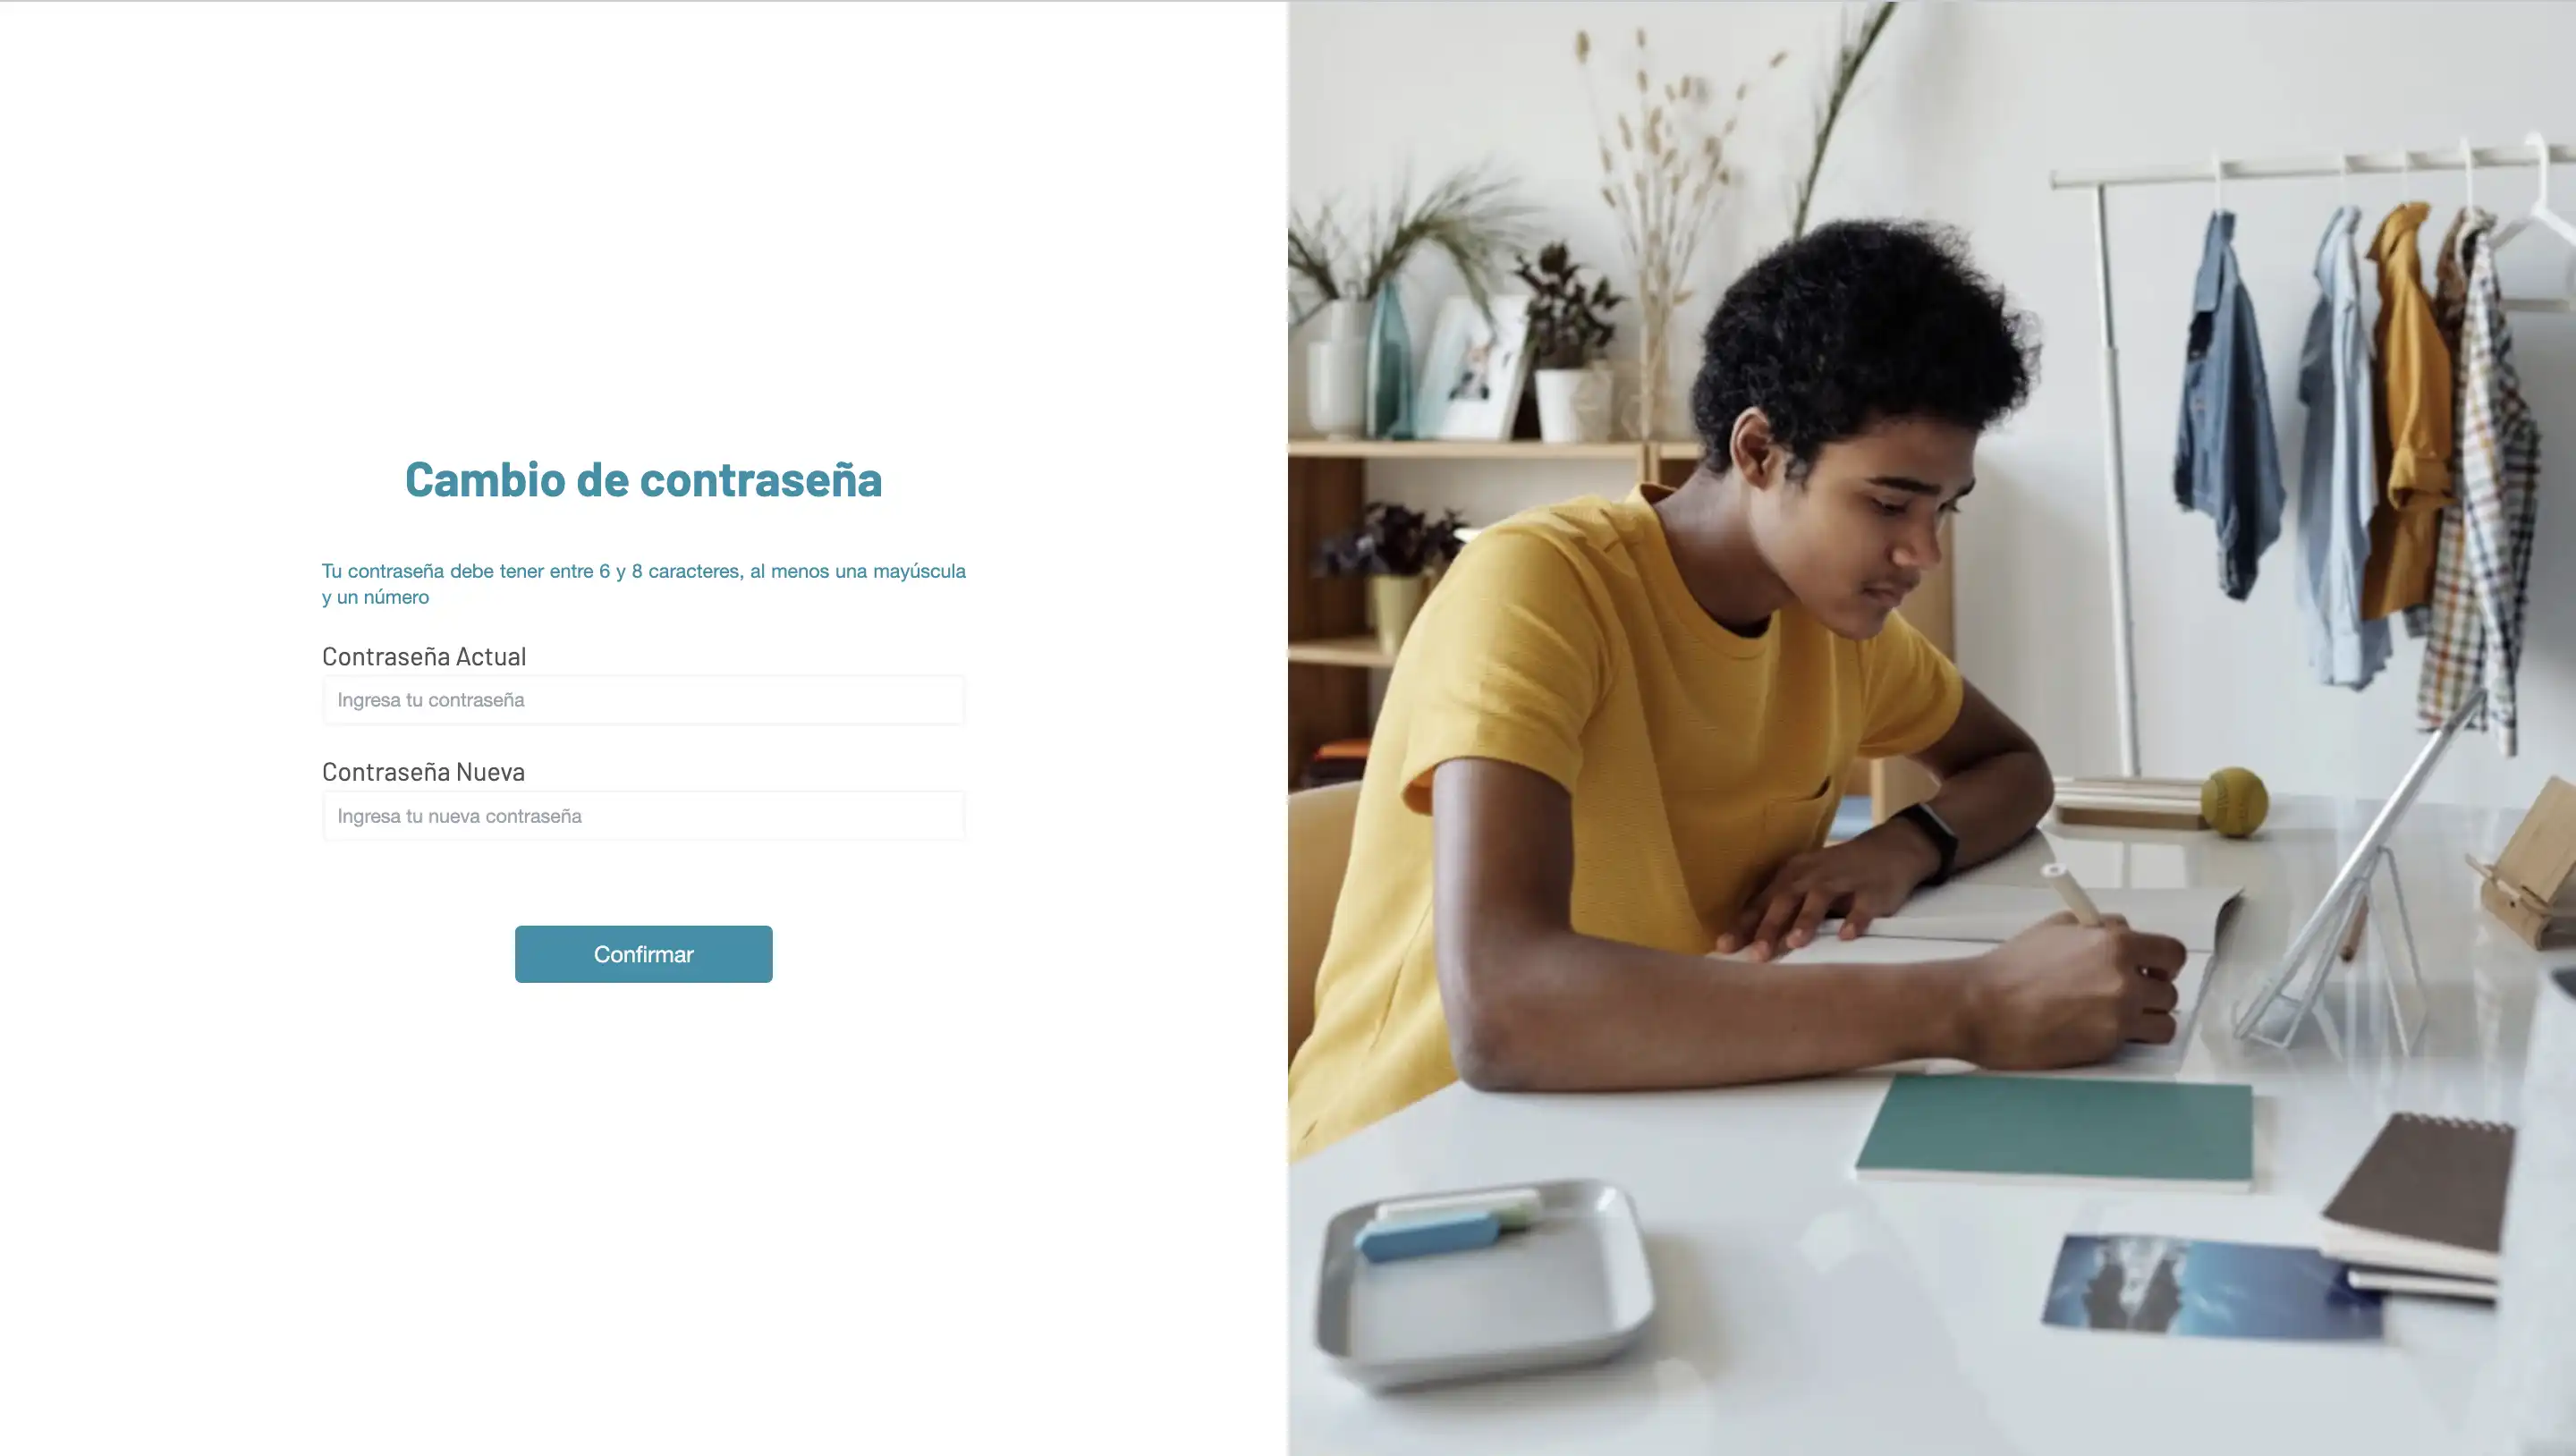 Cambio de contraseña
Tu contraseña debe tener entre 6 y 8 caracteres, al menos una mayúscula
y un número
Contraseña Actual
Ingresa tu contraseña
Contraseña Nueva
Ingresa tu nueva contraseña
Confirmar